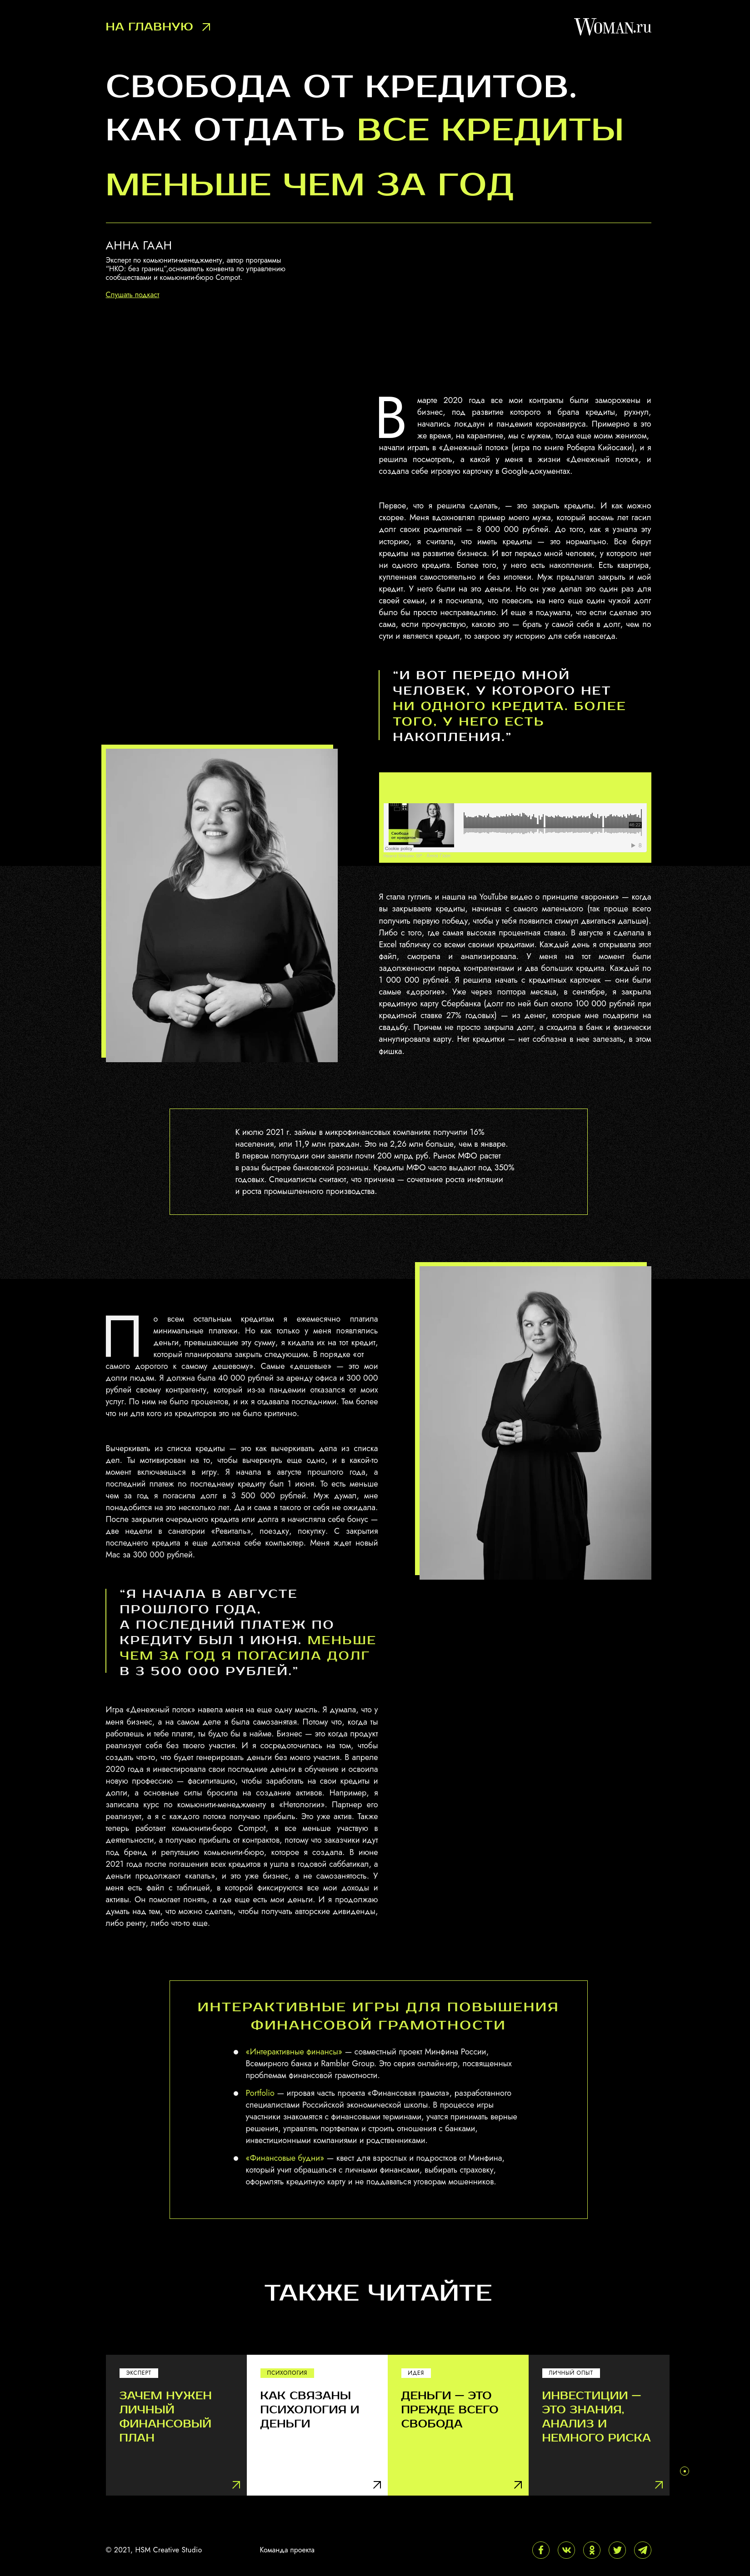 НА ГЛАВНУЮ
WOMAN.ru
СВОБОДА ОТ КРЕДИТОВ.
КАК ОТДАТЬ ВСЕ КРЕДИТЫ
МЕНЬШЕ ЧЕМ ЗА ГОД
АННА ГААН
Эксперт по комьюнити-менеджменту, автор программы
"НКО: без границ",основатель конвента по управлению
сообществами и комьюнити-бюро Compot.
Слушать подкаст
В марте 2020 года все мои контракты были заморожены и
бизнес, под развитие которого я брала кредиты, рухнул,
начались локдаун и пандемия коронавируса. Примерно в это
же время, на карантине, мы с мужем, тогда еще моим женихом,
начали играть в «Денежный поток» (игра по книге Роберта Кийосаки), и я
решила посмотреть, а какой у меня в жизни «Денежный поток», и
создала себе игровую карточку в Google-документах.
Первое, что я решила сделать, — это закрыть кредиты. И как можно
скорее. Меня вдохновлял пример моего мужа, который восемь лет гасил
долг своих родителей — 8 000 000 рублей. До того, как я узнала эту
историю, я считала, что иметь кредиты — это нормально. Все берут
кредиты на развитие бизнеса. И вот передо мной человек, у которого нет
ни одного кредита. Более того, у него есть накопления. Есть квартира,
купленная самостоятельно и без ипотеки. Муж предлагал закрыть и мой
кредит. У него были на это деньги. Но он уже делал это один раз для
своей семьи, и я посчитала, что повесить на него еще один чужой долг
было бы просто несправедливо. И еще я подумала, что если сделаю это
сама, если прочувствую, каково это — брать у самой себя в долг, чем по
сути и является кредит, то закрою эту историю для себя навсегда.
“И ВОТ ПЕРЕДО МНОЙ
ЧЕЛОВЕК, У КОТОРОГО НЕТ
НИ ОДНОГО КРЕДИТА. БОЛЕЕ
ТОГО, У НЕГО ЕСТЬ
НАКОПЛЕНИЯ.”
Свобода
от кредитов
Cookie policy
Я стала гуглить и нашла на YouTube видео о принципе «воронки» — когда
вы закрываете кредиты, начиная с самого маленького (так проще всего
получить первую победу, чтобы у тебя появился стимул двигаться дальше).
Либо с того, где самая высокая процентная ставка. В августе я сделала в
Excel табличку со всеми своими кредитами. Каждый день я открывала этот
файл, смотрела и анализировала. У меня на тот момент были
задолженности перед контрагентами и два больших кредита. Каждый по
1 000 000 рублей. Я решила начать с кредитных карточек — они были
самые «дорогие». Уже через полтора месяца, в сентябре, я закрыла
кредитную карту Сбербанка (долг по ней был около 100 000 рублей при
кредитной ставке 27% годовых) — из денег, которые мне подарили на
свадьбу. Причем не просто закрыла долг, а сходила в банк и физически
аннулировала карту. Нет кредитки — нет соблазна в нее залезать, в этом
фишка.
К июлю 2021 г. займы в микрофинансовых компаниях получили 16%
населения, или 11,9 млн граждан. Это на 2,26 млн больше, чем в январе.
В первом полугодии они заняли почти 200 млрд руб. Рынок МФО растет
в разы быстрее банковской розницы. Кредиты МФО часто выдают под 350%
годовых. Специалисты считают, что причина — сочетание роста инфляции
и роста промышленного производства.
По всем остальным кредитам я ежемесячно платила
минимальные платежи. Но как только у меня появлялись
деньги, превышающие эту сумму, я кидала их на тот кредит,
который планировала закрыть следующим. В порядке «от
самого дорогого к самому дешевому». Самые «дешевые» — это мои
долги людям. Я должна была 40 000 рублей за аренду офиса и 300 000
рублей своему контрагенту, который из-за пандемии отказался от моих
услуг. По ним не было процентов, и их я отдавала последними. Тем более
что ни для кого из кредиторов это не было критично.
Вычеркивать из списка кредиты — это как вычеркивать дела из списка
дел. Ты мотивирован на то, чтобы вычеркнуть еще одно, и в какой-то
момент включаешься в игру. Я начала в августе прошлого года, а
последний платеж по последнему кредиту был 1 июня. То есть меньше
чем за год я погасила долг в 3 500 000 рублей. Муж думал, мне
понадобится на это несколько лет. Да и сама я такого от себя не ожидала.
После закрытия очередного кредита или долга я начисляла себе бонус —
две недели в санатории «Ревиталь», поездку, покупку. С закрытия
последнего кредита я еще должна себе компьютер. Меня ждет новый
Mac за 300 000 рублей.
“Я НАЧАЛА В АВГУСТЕ
ПРОШЛОГО ГОДА,
А ПОСЛЕДНИЙ ПЛАТЕЖ ПО
КРЕДИТУ БЫЛ 1 ИЮНЯ. МЕНЬШЕ
ЧЕМ ЗА ГОД Я ПОГАСИЛА ДОЛГ
В 3 500 000 РУБЛЕЙ.”
Игра «Денежный поток» навела меня на еще одну мысль. Я думала, что у
меня бизнес, а на самом деле я была самозанятая. Потому что, когда ты
работаешь и тебе платят, ты будто бы в найме. Бизнес — это когда продукт
реализует себя без твоего участия. И я сосредоточилась на том, чтобы
создать что-то, что будет генерировать деньги без моего участия. В апреле
2020 года я инвестировала свои последние деньги в обучение и освоила
новую профессию — фасилитацию, чтобы заработать на свои кредиты и
долги, а основные силы бросила на создание активов. Например, я
записала курс по комьюнити-менеджменту в «Нетологии». Партнер его
реализует, а я с каждого потока получаю прибыль. Это уже актив. Также
теперь работает комьюнити-бюро Compot, я все меньше участвую в
деятельности, а получаю прибыль от контрактов, потому что заказчики идут
под бренд и репутацию комьюнити-бюро, которое я создала. В июне
2021 года после погашения всех кредитов я ушла в годовой саббатикал, а
деньги продолжают «капать», и это уже бизнес, а не самозанятость. У
меня есть файл с таблицей, в которой фиксируются все мои доходы и
активы. Он помогает понять, а где еще есть мои деньги. И я продолжаю
думать над тем, что можно сделать, чтобы получать авторские дивиденды,
либо ренту, либо что-то еще.
ИНТЕРАКТИВНЫЕ ИГРЫ ДЛЯ ПОВЫШЕНИЯ
ФИНАНСОВОЙ ГРАМОТНОСТИ
«Интерактивные финансы» — совместный проект Минфина России,
Всемирного банка и Rambler Group. Это серия онлайн-игр, посвященных
проблемам финансовой грамотности.
Portfolio — игровая часть проекта «Финансовая грамота», разработанного
специалистами Российской экономической школы. В процессе игры
участники знакомятся с финансовыми терминами, учатся принимать верные
решения, управлять портфелем и строить отношения с банками,
инвестиционными компаниями и родственниками.
«Финансовые будни» — квест для взрослых и подростков от Минфина,
который учит обращаться с личными финансами, выбирать страховку,
оформлять кредитную карту и не поддаваться уговорам мошенников.
ТАКЖЕ ЧИТАЙТЕ
ЭКСПЕРТ
ЗАЧЕМ НУЖЕН
ЛИЧНЫЙ
ФИНАНСОВЫЙ
ПЛАН
ПСИХОЛОГИЯ
КАК СВЯЗАНЫ
ПСИХОЛОГИЯ И
ДЕНЬГИ
ИДЕЯ
ДЕНЬГИ — ЭТО
ПРЕЖДЕ ВСЕГО
СВОБОДА
ЛИЧНЫЙ ОПЫТ
ИНВЕСТИЦИИ —
ЭТО ЗНАНИЯ,
АНАЛИЗ И
НЕМНОГО РИСКА
© 2021, HSM Creative Studio
Команда проекта